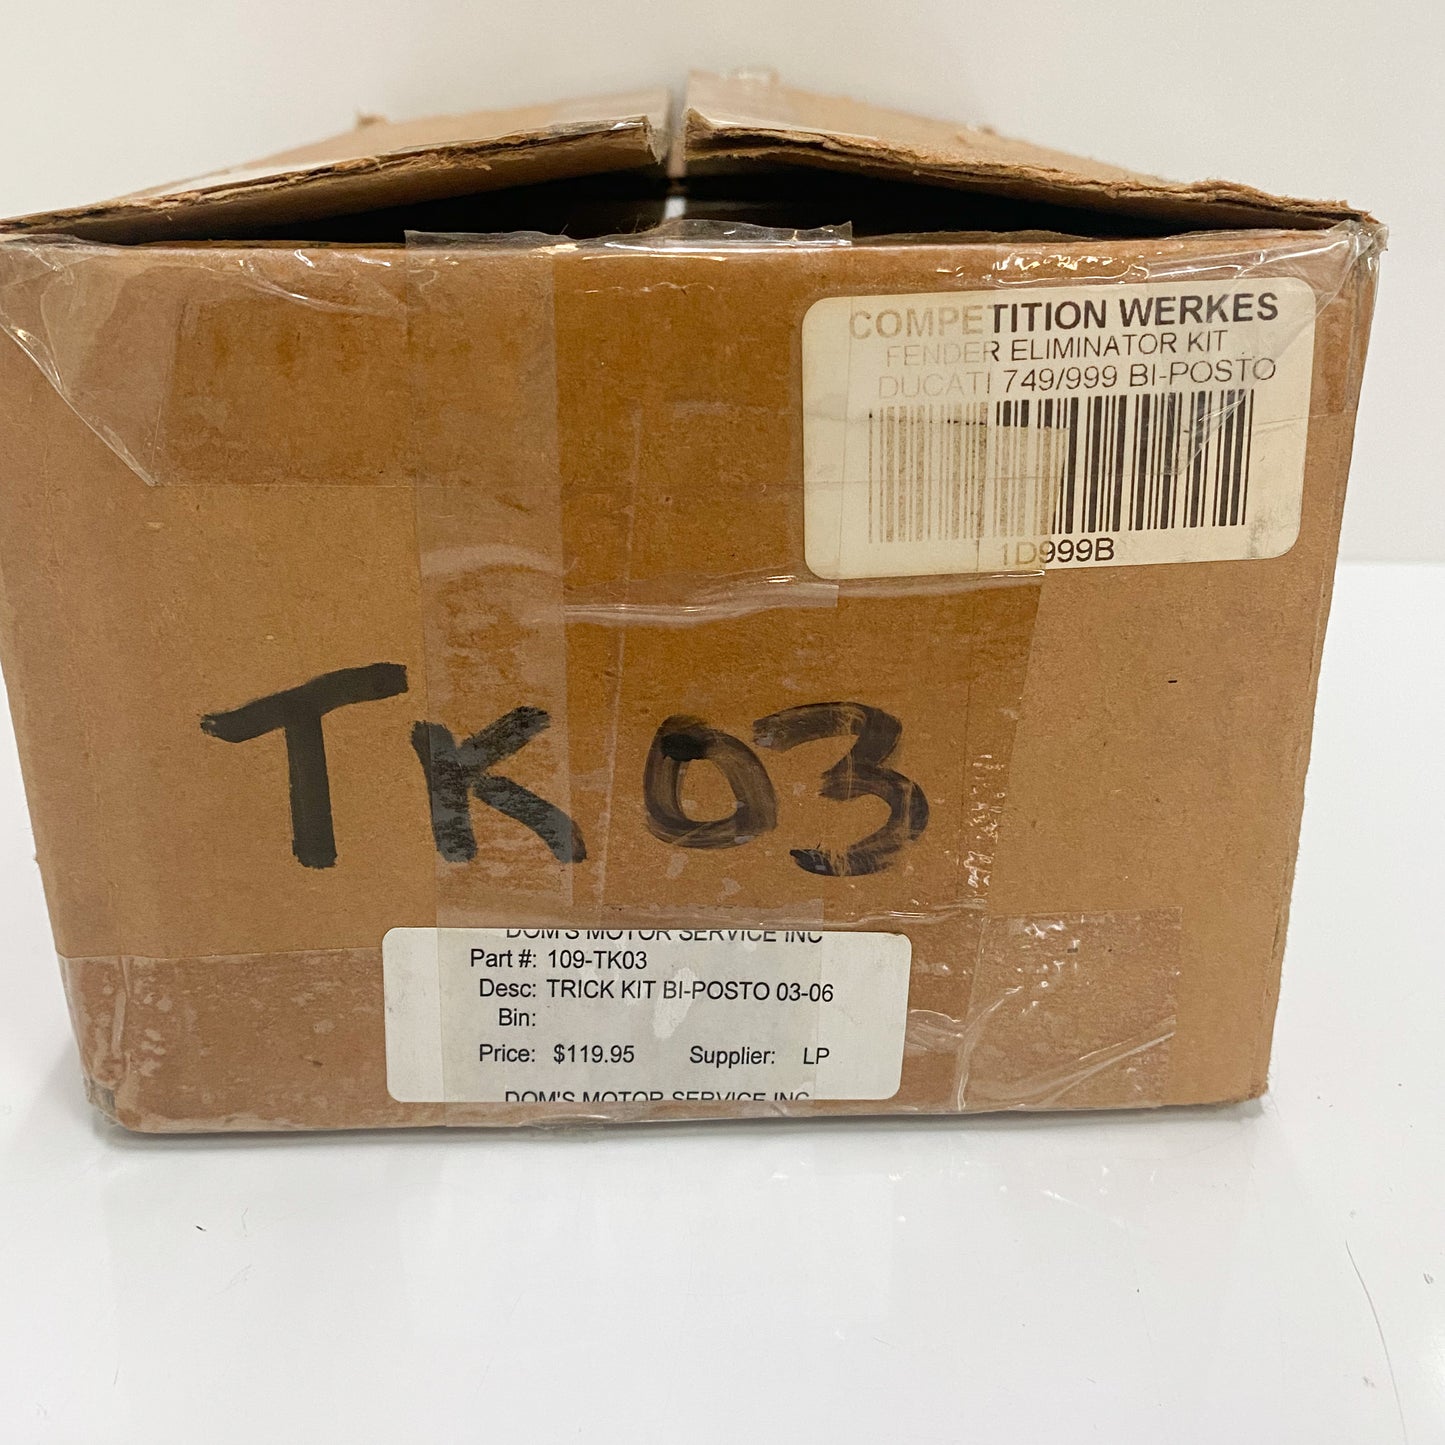 COMPETITION WERKES
FENDER ELIMINATOR KIT
DUCATI 749/999 BI-POSTO
1D999B
TK03
DOM'S MOTOR SERVICE INC
Part #: 109-TK03
Desc: TRICK KIT BI-POSTO 03-06
Bin:
Price: $119.95 Supplier: LP
DOM'S MOTOR SERVICE INC